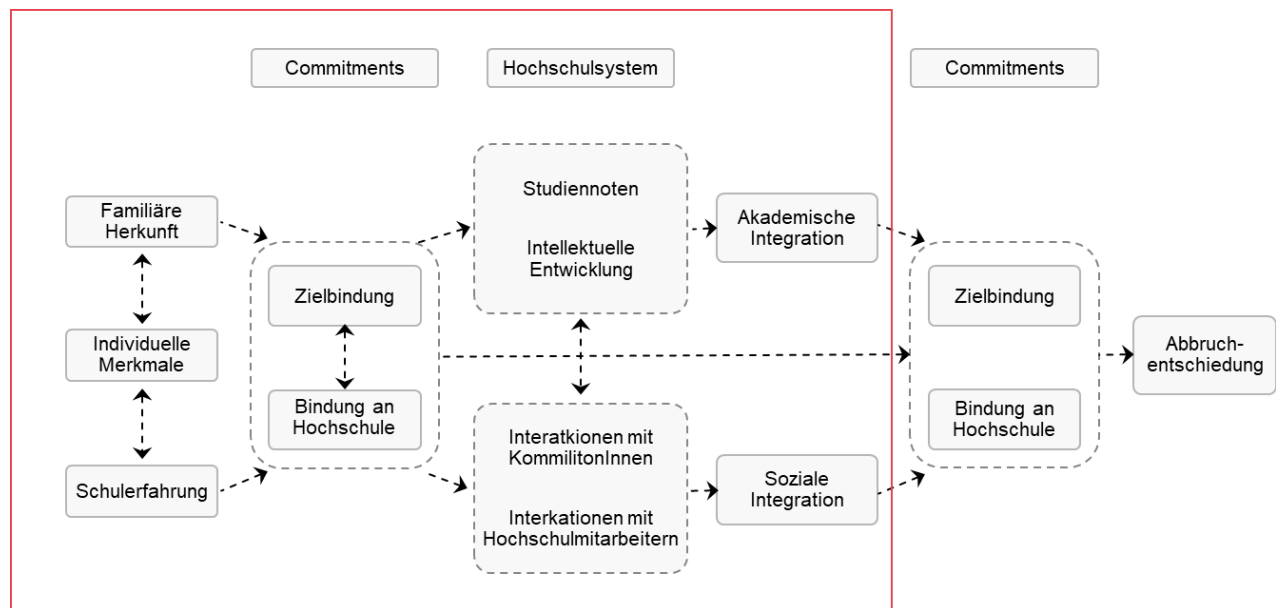 Commitments
Hochschulsystem
Commitments
Familiäre
Herkunft
Individuelle
Merkmale
Schulerfahrung
Zielbindung
Bindung an
Hochschule
Studiennoten
Intellektuelle
Entwicklung
Interatkionen mit
KommilitonInnen
Interkationen mit
Hochschulmitarbeitern
Akademische
Integration
Soziale
Integration
Zielbindung
Bindung an
Hochschule
Abbruch-
entschiedung